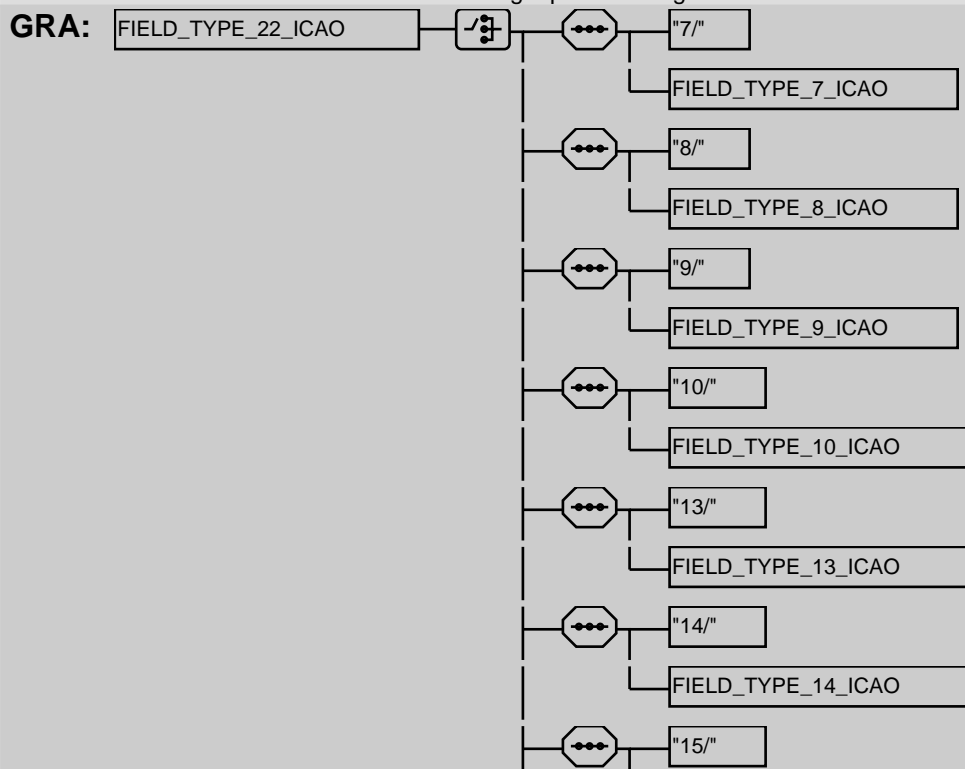 GRA: FIELD_TYPE_22_ICAO "7/"
FIELD_TYPE_7_ICAO
"8/"
FIELD_TYPE_8_ICAO
"9/"
FIELD_TYPE_9_ICAO
"10/"
FIELD_TYPE_10_ICAO
"13/"
FIELD_TYPE_13_ICAO
"14/"
FIELD_TYPE_14_ICAO
"15/"